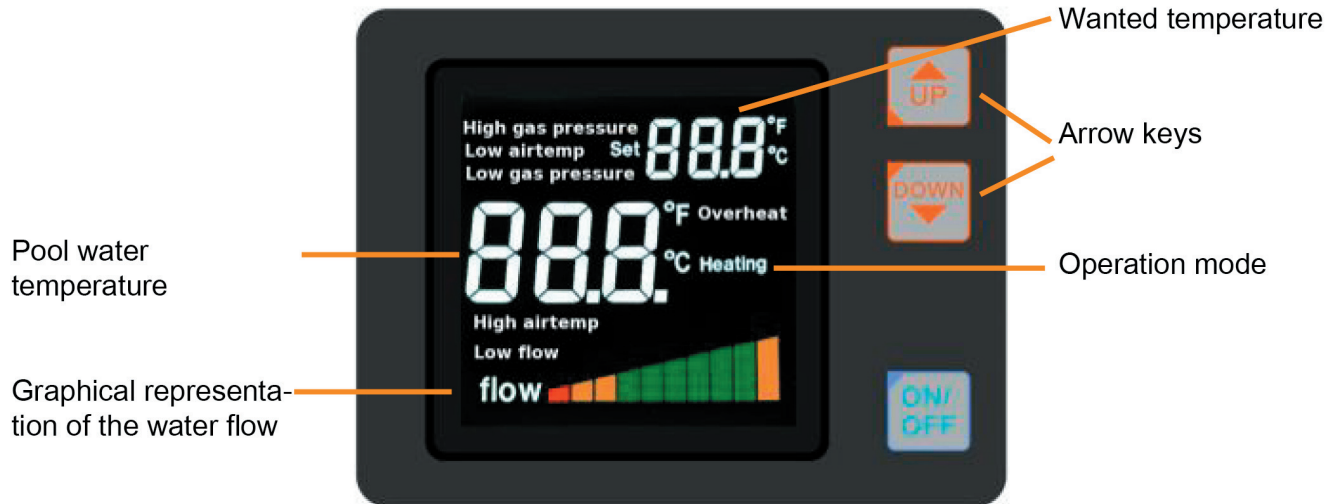 Wanted temperature
UP
High gas pressure
Low airtemp Set 88.8 °F
°C
Low gas pressure
Arrow keys
DOWN
88.8. °F Overheat
Pool water
temperature
°C Heating
Operation mode
High airtemp
Low flow
Graphical representa-
tion of the water flow
flow
ON/
OFF